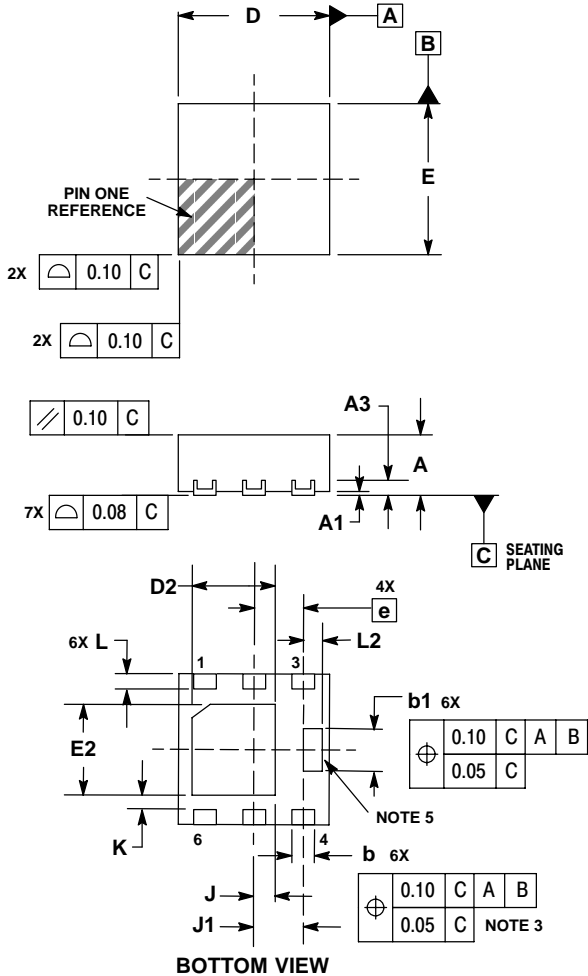 D
A
B
PIN ONE
REFERENCE
E
2X ⌓ 0.10 C
2X ⌓ 0.10 C
// 0.10 C
A3
A
7X ⌓ 0.08 C
A1
C SEATING
PLANE
D2
4X
e
6X L
L2
1
3
b1 6X
⌖ 0.10 C A B
0.05 C
E2
NOTE 5
K
6
4
b 6X
J
⌖ 0.10 C A B
0.05 C NOTE 3
J1
BOTTOM VIEW